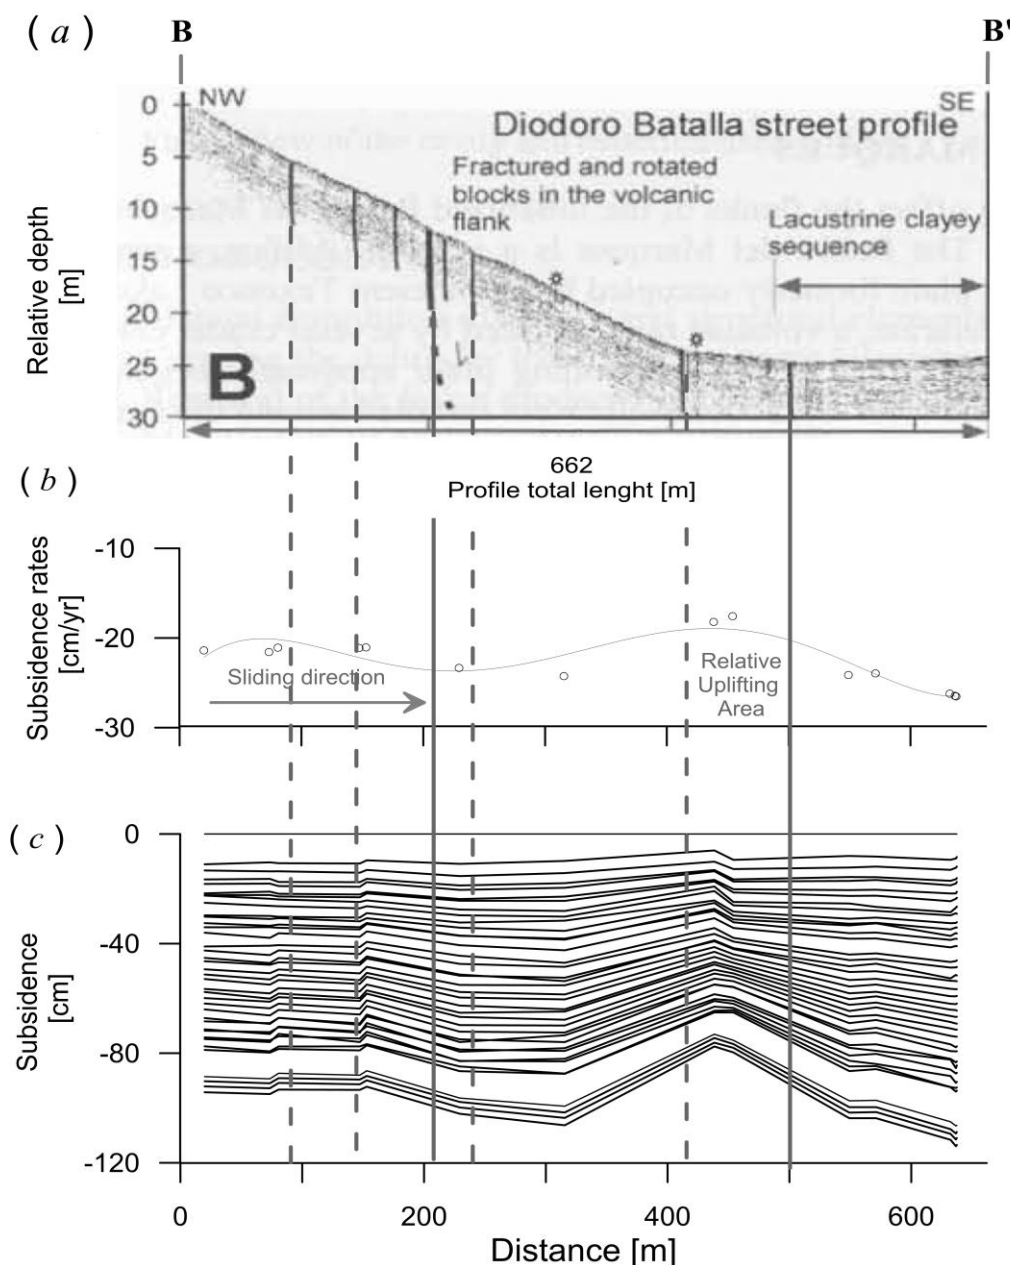 (a)
B
B'
NW
SE
Diodoro Batalla street profile
Fractured and rotated
blocks in the volcanic
flank
Lacustrine clayey
sequence
0
5
10
15
20
25
30
Relative depth
[m]
B
662
Profile total lenght [m]
(b)
-10
-20
-30
Subsidence rates
[cm/yr]
Sliding direction
Relative
Uplifting
Area
(c)
0
-40
-80
-120
Subsidence
[cm]
0
200
400
600
Distance [m]